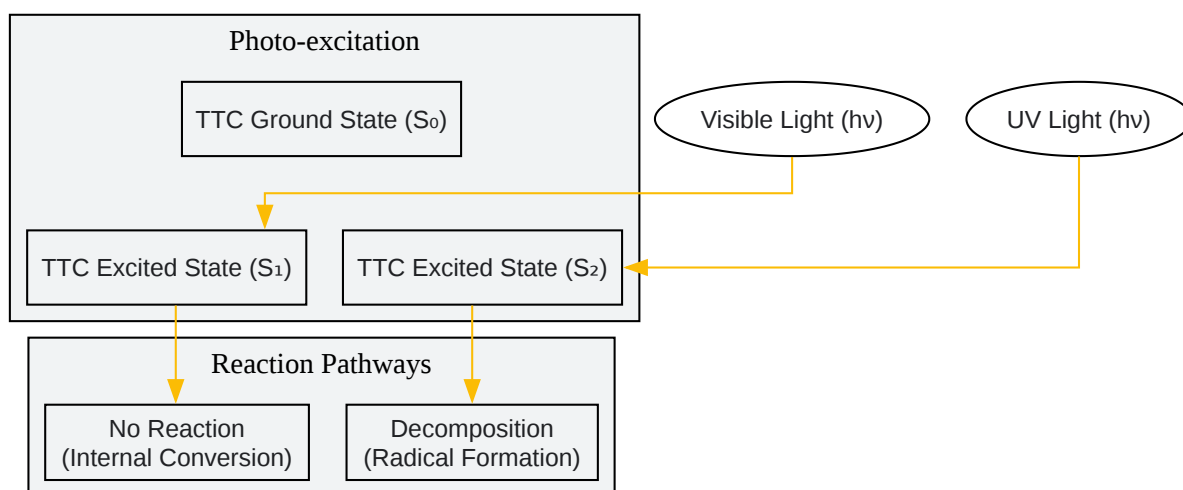 Photo-excitation
TTC Ground State (S₀)
Visible Light (hν)
UV Light (hν)
TTC Excited State (S₁)
TTC Excited State (S₂)
Reaction Pathways
No Reaction
(Internal Conversion)
Decomposition
(Radical Formation)